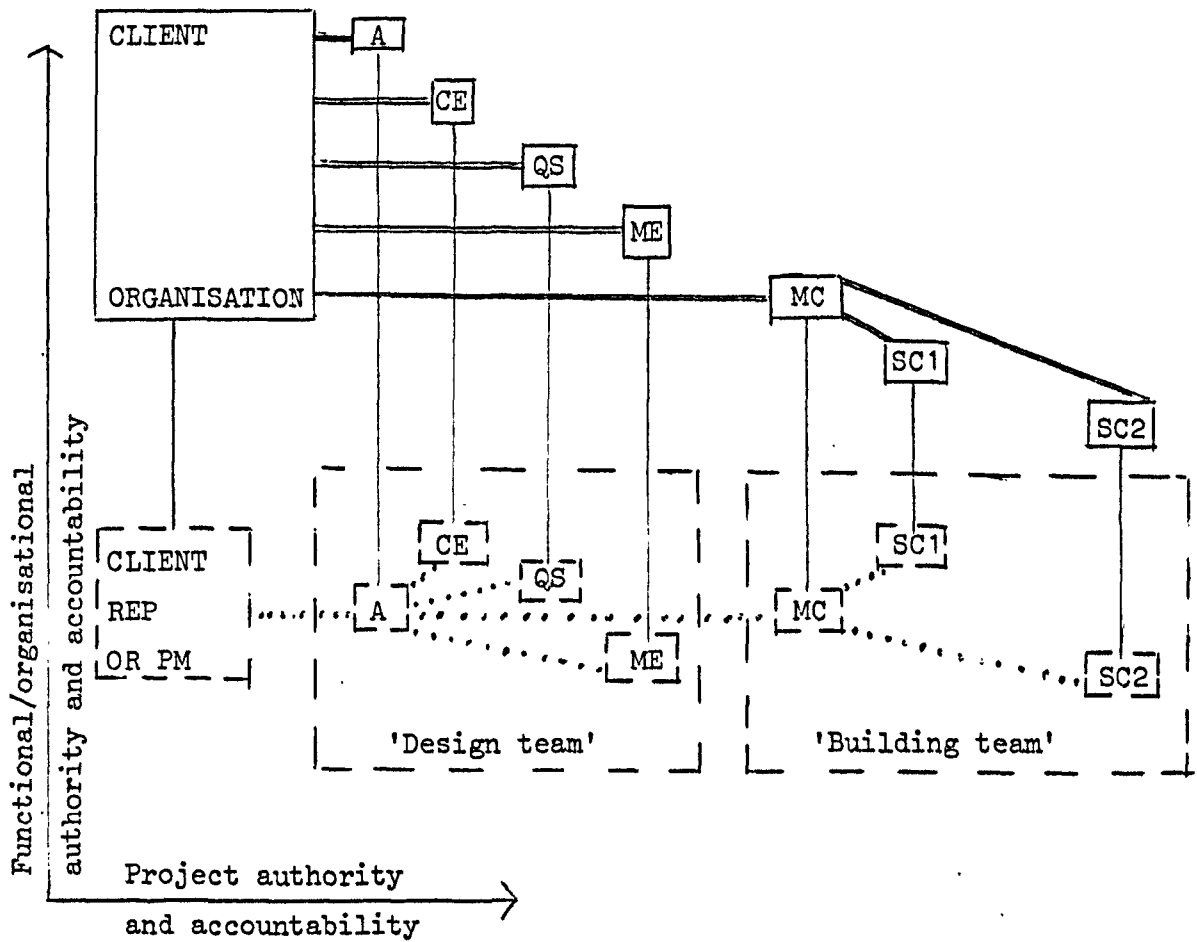 CLIENT
A
CE
QS
ME
ORGANISATION
MC
SC1
SC2
Functional/organisational
authority and accountability
CLIENT
REP
OR PM
A
CE
QS
ME
'Design team'
MC
SC1
SC2
'Building team'
Project authority
and accountability